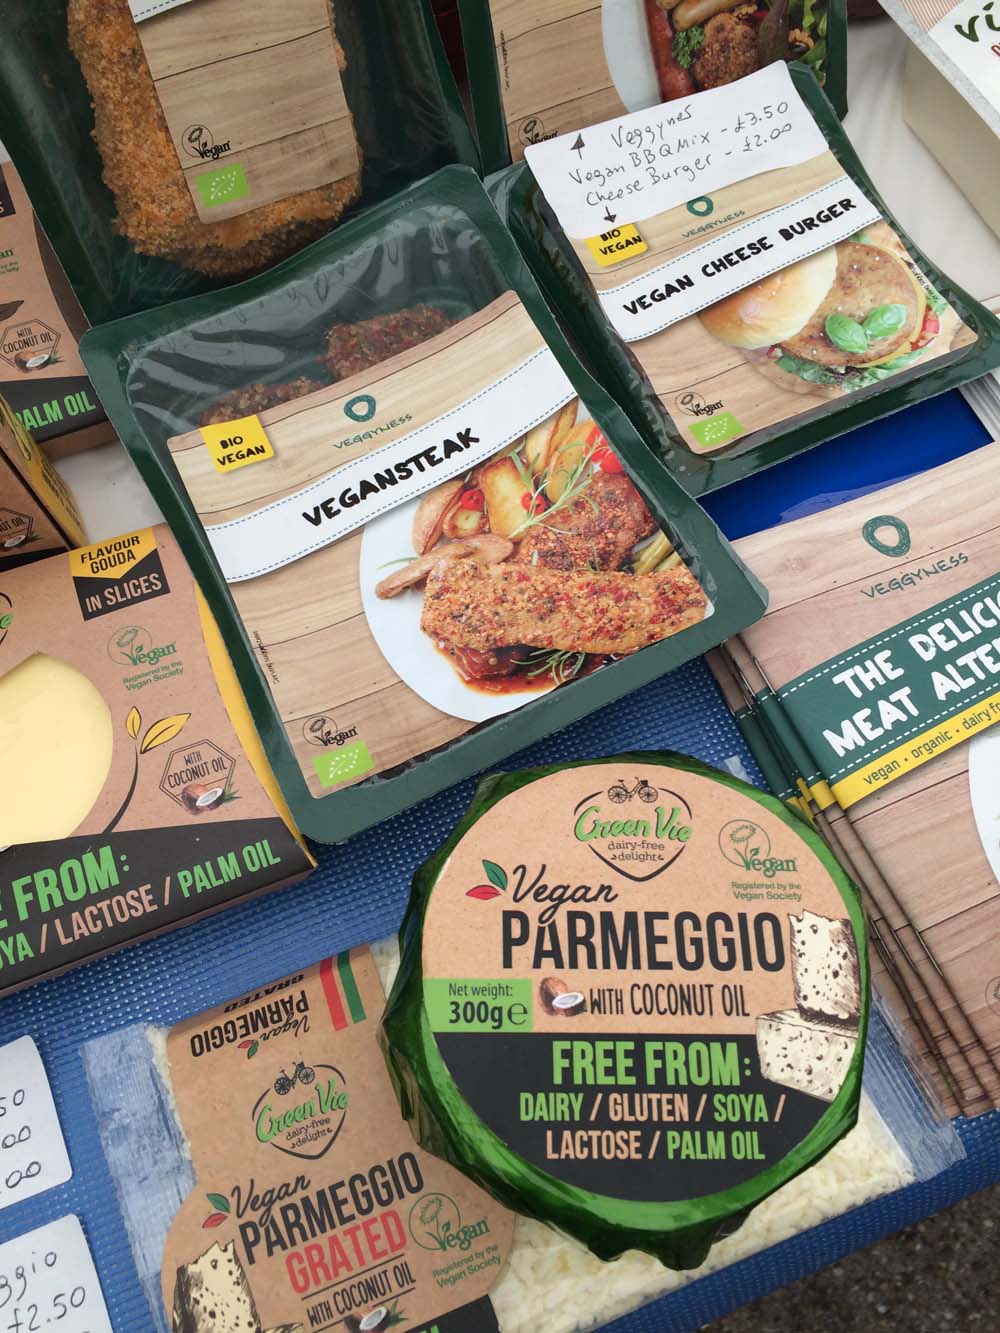 Vegan
Veggynes
Vegan BBQ Mix - £3.50
Cheese Burger - £2.00
BIO
VEGAN
VEGGYNESS
VEGAN CHEESE BURGER
Vegan
BIO
VEGAN
VEGGYNESS
VEGANSTEAK
Vegan
WITH
COCONUT OIL
PALM OIL
FLAVOUR
GOUDA
IN SLICES
Vegan
Registered by the
Vegan Society
WITH
COCONUT OIL
FROM:
/ LACTOSE / PALM OIL
VEGGYNESS
THE
MEAT
vegan • organic •
Green Vie
dairy-free
delight
Vegan
Registered by the
Vegan Society
Vegan
PARMEGGIO
Net weight:
300g e
WITH COCONUT OIL
FREE FROM:
DAIRY / GLUTEN / SOYA /
LACTOSE / PALM OIL
GRATED
PARMEGGIO
Vegan
Green Vie
dairy-free
delight
Vegan
PARMEGGIO
GRATED
WITH COCONUT OIL
Vegan
Registered by the
Vegan Society
£2.50